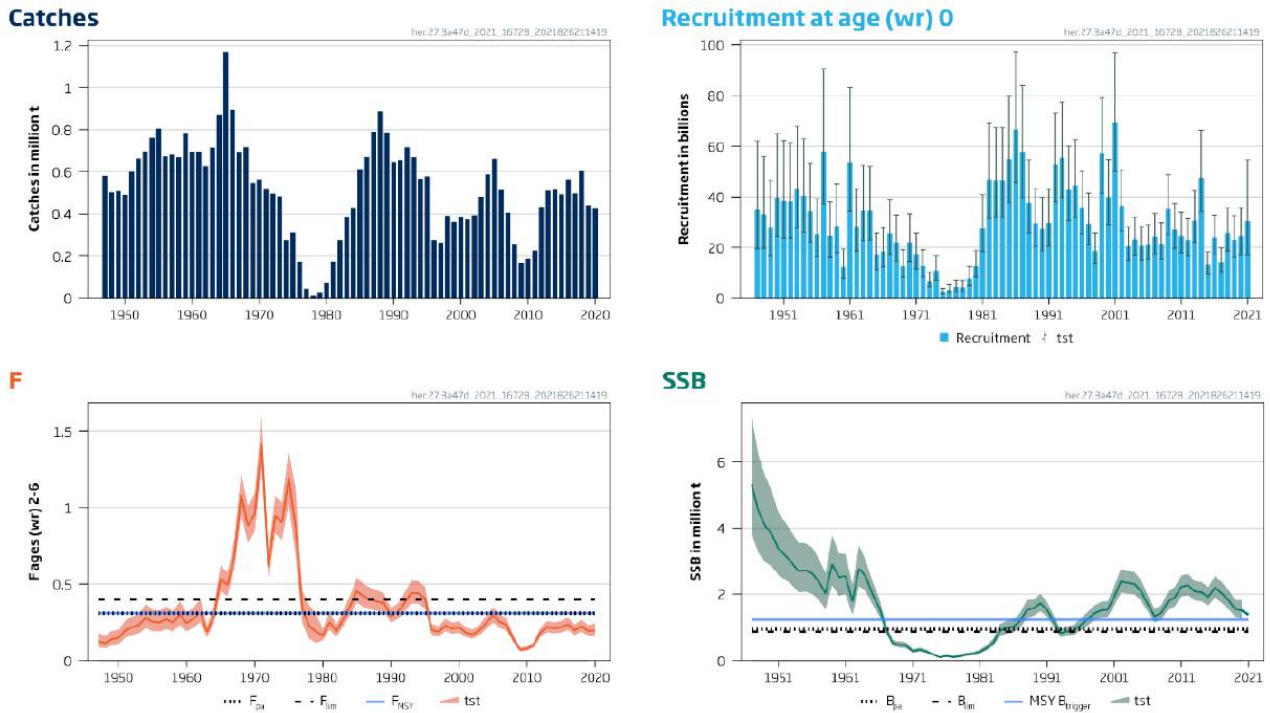 Catches
her.27.3a47d_2021_16728_2021826211419
Catches in million t
1.2
1
0.8
0.6
0.4
0.2
0
1950 1960 1970 1980 1990 2000 2010 2020
Recruitment at age (wr) 0
her.27.3a47d_2021_16728_2021826211419
Recruitment in billions
100
80
60
40
20
0
1951 1961 1971 1981 1991 2001 2011 2021
Recruitment tst
F
her.27.3a47d_2021_16728_2021826211419
F ages (wr) 2-6
1.5
1
0.5
0
1950 1960 1970 1980 1990 2000 2010 2020
Fpa Flim FMSY tst
SSB
her.27.3a47d_2021_16728_2021826211419
SSB in million t
6
4
2
0
1951 1961 1971 1981 1991 2001 2011 2021
Bpa Blim MSY Btrigger tst